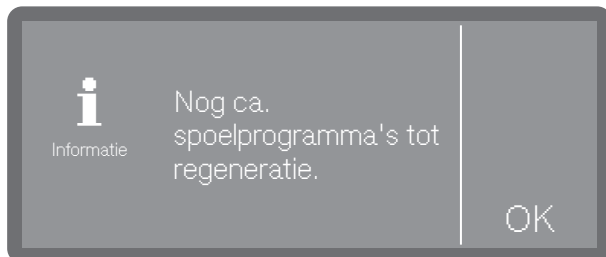 Informatie
Nog ca.
spoelprogramma's tot
regeneratie.
OK